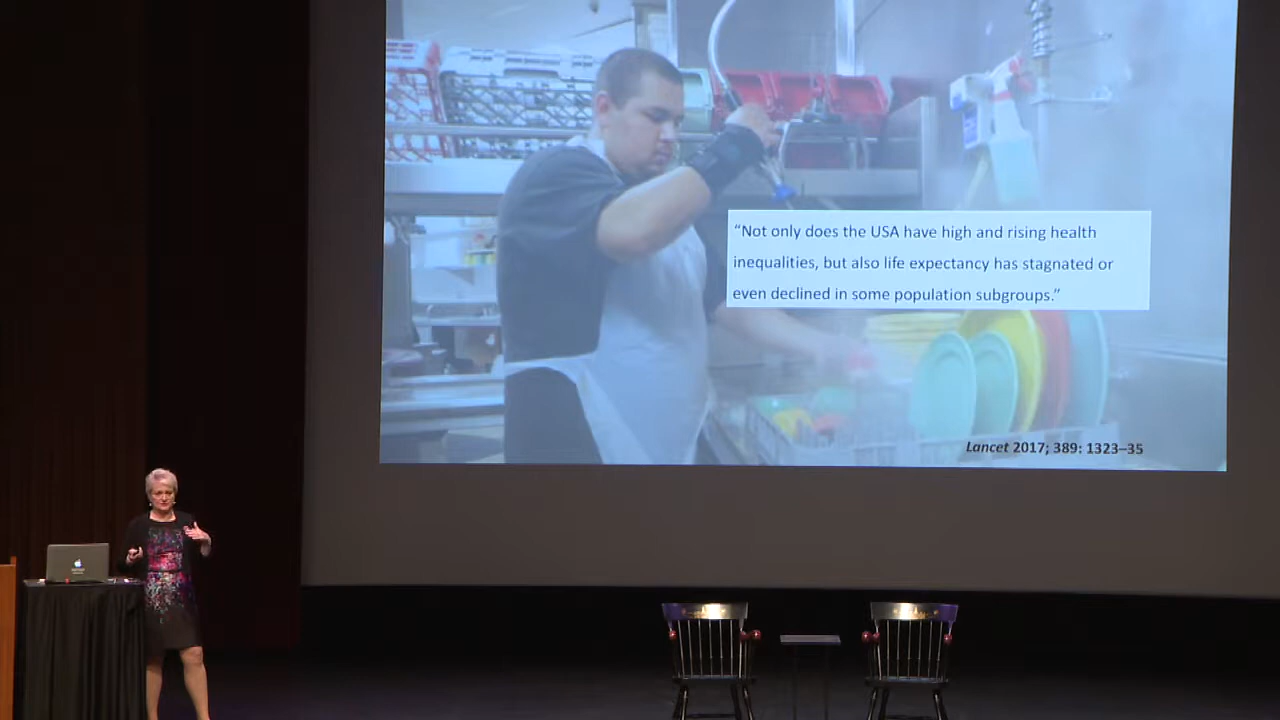 “Not only does the USA have high and rising health
inequalities, but also life expectancy has stagnated or
even declined in some population subgroups.”
Lancet 2017; 389: 1323–35